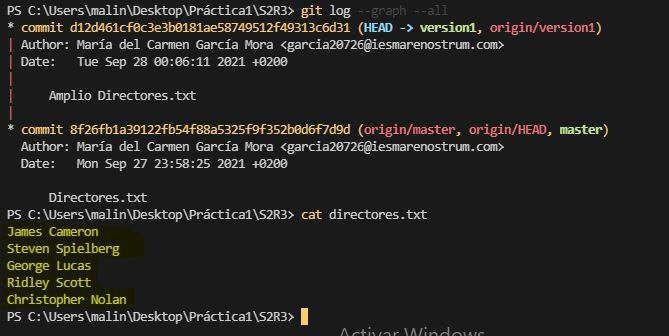 PS C:\Users\malin\Desktop\Práctica1\S2R3> git log --graph --all
* commit d12d461cf0c3e3b0181ae58749512f49313c6d31 (HEAD -> version1, origin/version1)
| Author: María del Carmen García Mora <garcia20726@iesmarenostrum.com>
| Date:   Tue Sep 28 00:06:11 2021 +0200
|
|     Amplio Directores.txt
|
* commit 8f26fb1a39122fb54f88a5325f9f352b0d6f7d9d (origin/master, origin/HEAD, master)
  Author: María del Carmen García Mora <garcia20726@iesmarenostrum.com>
  Date:   Mon Sep 27 23:58:25 2021 +0200
      Directores.txt
PS C:\Users\malin\Desktop\Práctica1\S2R3> cat directores.txt
James Cameron
Steven Spielberg
George Lucas
Ridley Scott
Christopher Nolan
PS C:\Users\malin\Desktop\Práctica1\S2R3>
Activar Windows